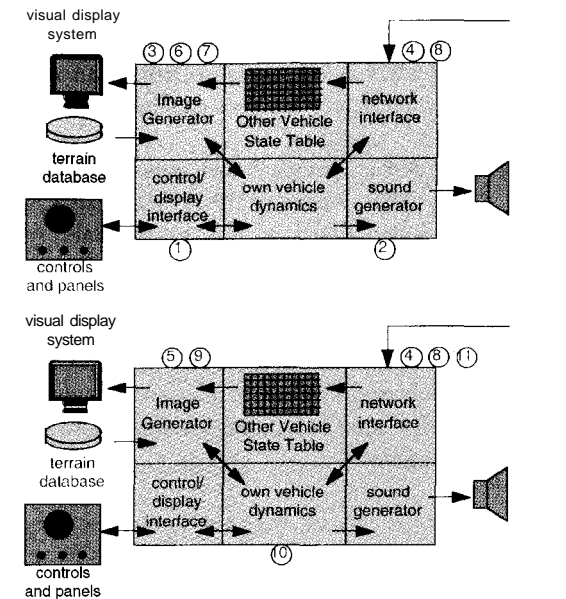 visual display
system
3 6 7
4 8
Image
Generator
Other Vehicle
State Table
network
interface
terrain
database
control/
display
interface
own vehicle
dynamics
sound
generator
controls
and panels
1
2
visual display
system
5 9
4 8 11
Image
Generator
Other Vehicle
State Table
network
interface
terrain
database
control/
display
interface
own vehicle
dynamics
sound
generator
controls
and panels
10